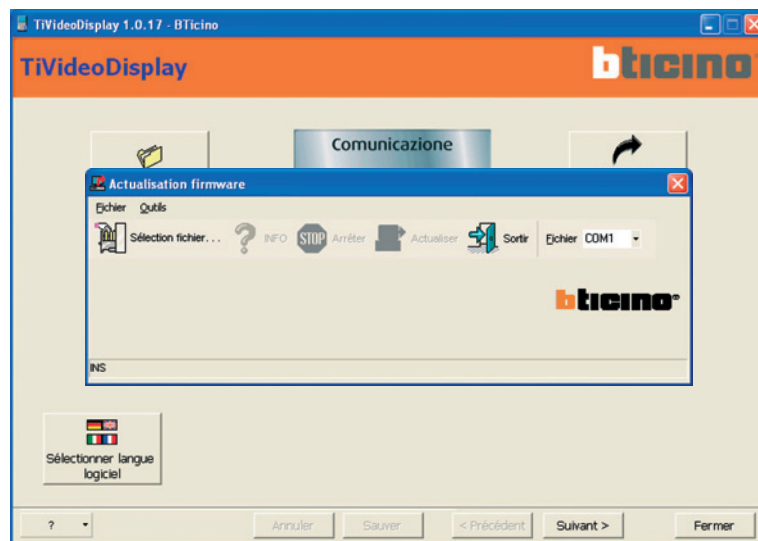 TiVideoDisplay 1.0.17 - BTicino
TiVideoDisplay
bticino
Comunicazione
Actualisation firmware
Fichier Outils
Sélection fichier... ? INFO STOP Arrêter Actualiser Sortir Fichier COM1
bticino®
INS
Sélectionner langue
logiciel
? Annuler Sauver < Précédent Suivant > Fermer